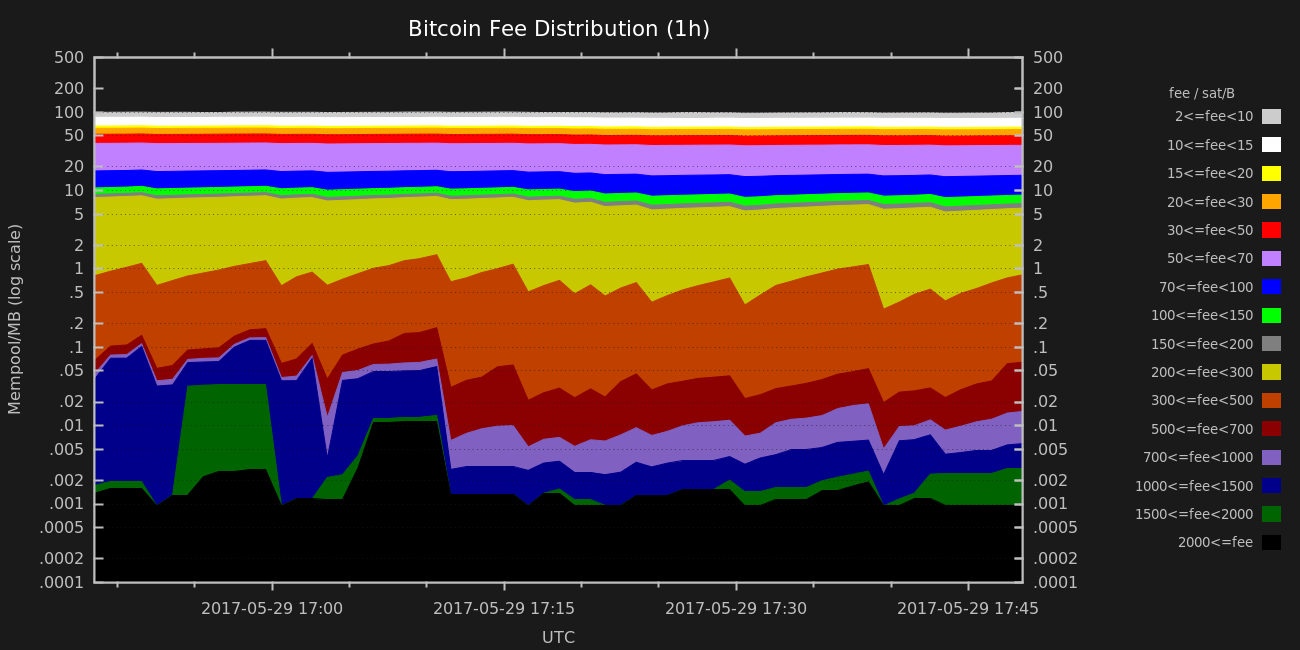 Bitcoin Fee Distribution (1h)
500 500
200 200
100 100
50 50
20 20
10 10
5 5
2 2
1 1
.5 .5
.2 .2
.1 .1
.05 .05
.02 .02
.01 .01
.005 .005
.002 .002
.001 .001
.0005 .0005
.0002 .0002
.0001 .0001
Mempool/MB (log scale)
2017-05-29 17:00 2017-05-29 17:15 2017-05-29 17:30 2017-05-29 17:45
UTC
fee / sat/B
2<=fee<10
10<=fee<15
15<=fee<20
20<=fee<30
30<=fee<50
50<=fee<70
70<=fee<100
100<=fee<150
150<=fee<200
200<=fee<300
300<=fee<500
500<=fee<700
700<=fee<1000
1000<=fee<1500
1500<=fee<2000
2000<=fee